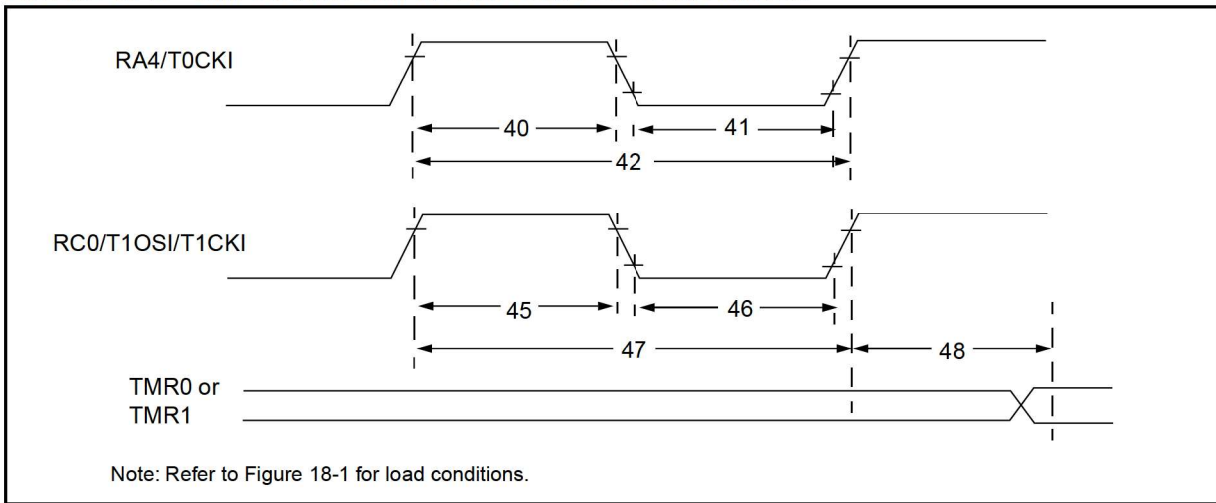 RA4/T0CKI
40
41
42
RC0/T1OSI/T1CKI
45
46
47
48
TMR0 or
TMR1
Note: Refer to Figure 18-1 for load conditions.